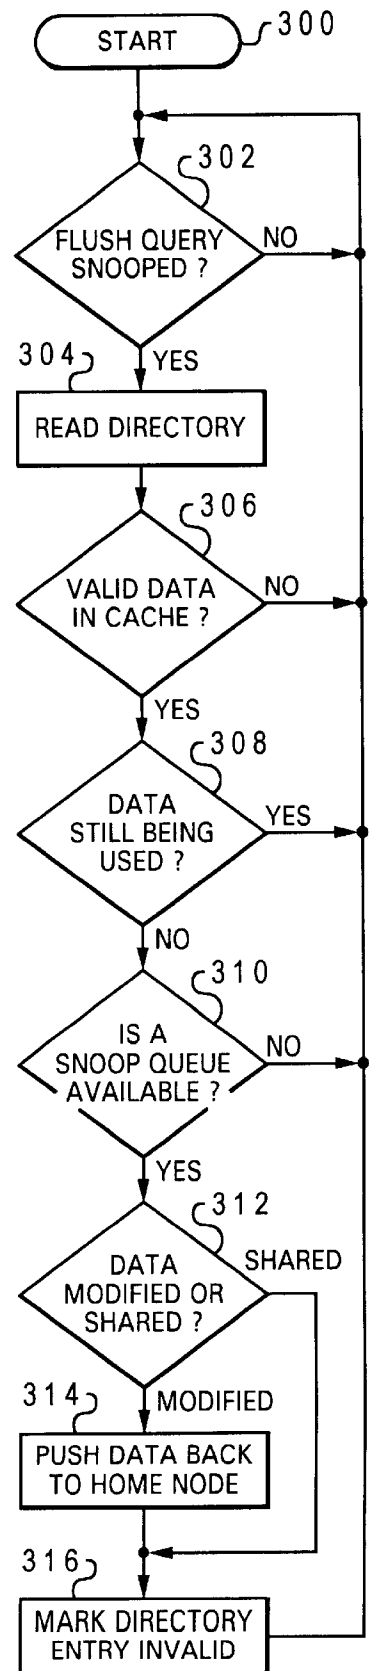 START
300
302
FLUSH QUERY
SNOOPED ?
NO
YES
304
READ DIRECTORY
306
VALID DATA
IN CACHE ?
NO
YES
308
DATA
STILL BEING
USED ?
YES
NO
310
IS A
SNOOP QUEUE
AVAILABLE ?
NO
YES
312
DATA
MODIFIED OR
SHARED ?
SHARED
MODIFIED
314
PUSH DATA BACK
TO HOME NODE
316
MARK DIRECTORY
ENTRY INVALID